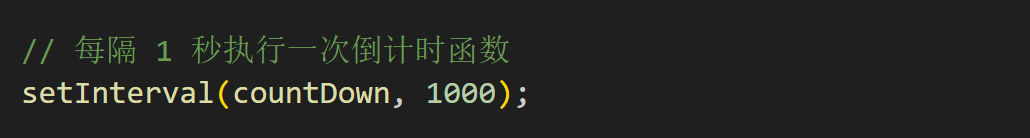 // 每隔 1 秒执行一次倒计时函数
setInterval(countDown, 1000);